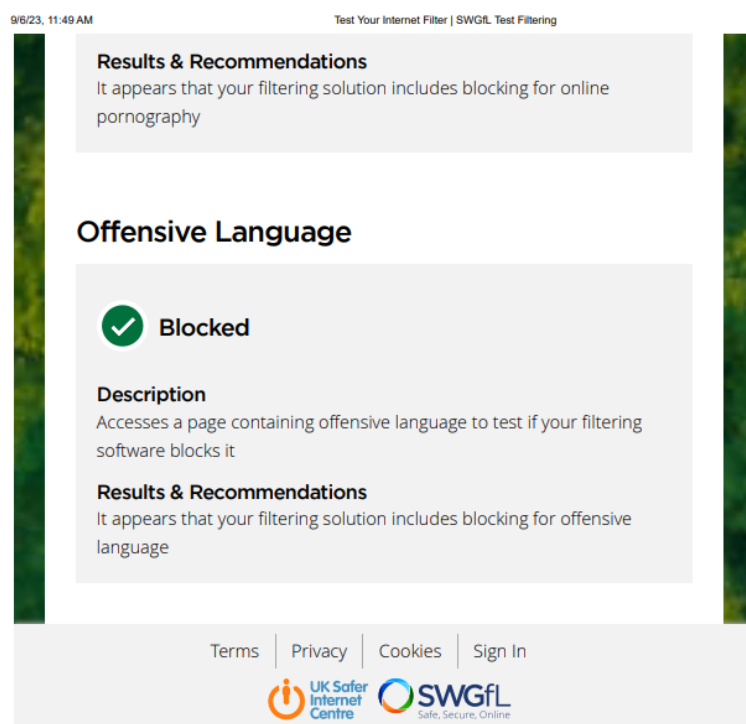 9/6/23, 11:49 AM Test Your Internet Filter | SWGfL Test Filtering
Results & Recommendations
It appears that your filtering solution includes blocking for online
pornography
Offensive Language
Blocked
Description
Accesses a page containing offensive language to test if your filtering
software blocks it
Results & Recommendations
It appears that your filtering solution includes blocking for offensive
language
Terms Privacy Cookies Sign In
UK Safer
Internet
Centre
SWGfL
Safe, Secure, Online